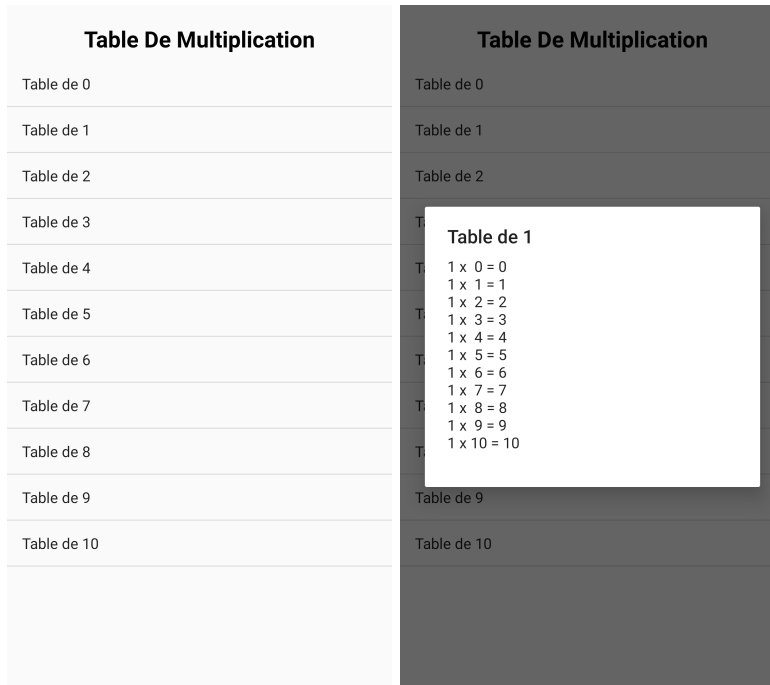 Table De Multiplication
Table de 0
Table de 1
Table de 2
Table de 3
Table de 4
Table de 5
Table de 6
Table de 7
Table de 8
Table de 9
Table de 10
Table De Multiplication
Table de 0
Table de 1
Table de 2
Table de 1
1 x  0 = 0
1 x  1 = 1
1 x  2 = 2
1 x  3 = 3
1 x  4 = 4
1 x  5 = 5
1 x  6 = 6
1 x  7 = 7
1 x  8 = 8
1 x  9 = 9
1 x 10 = 10
Table de 9
Table de 10